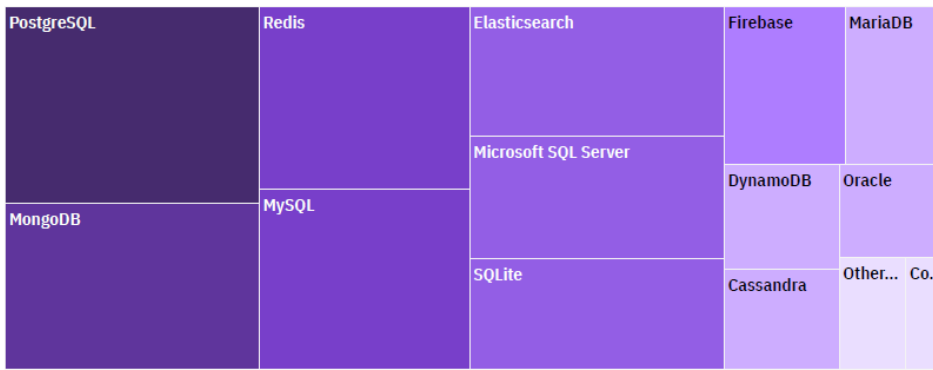 PostgreSQL
MongoDB
Redis
MySQL
Elasticsearch
Microsoft SQL Server
SQLite
Firebase
MariaDB
DynamoDB
Oracle
Cassandra
Other...
Co.